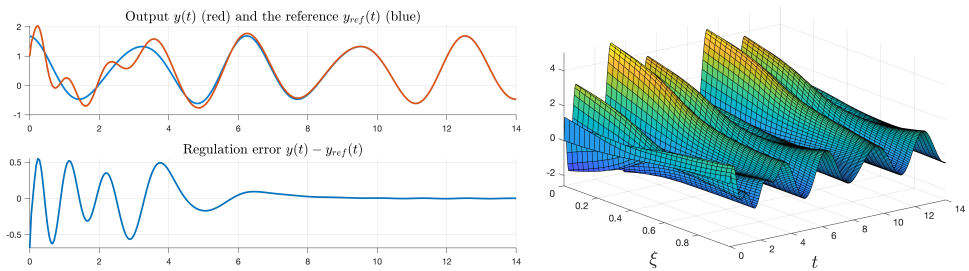 Output y(t) (red) and the reference y_ref(t) (blue)
2
1
0
-1
0 2 4 6 8 10 12 14
Regulation error y(t) − y_ref(t)
0.5
0
-0.5
0 2 4 6 8 10 12 14
4
2
0
-2
0
0.2
0.4
0.6
0.8
ξ
0 2 4 6 8 10 12 14
t